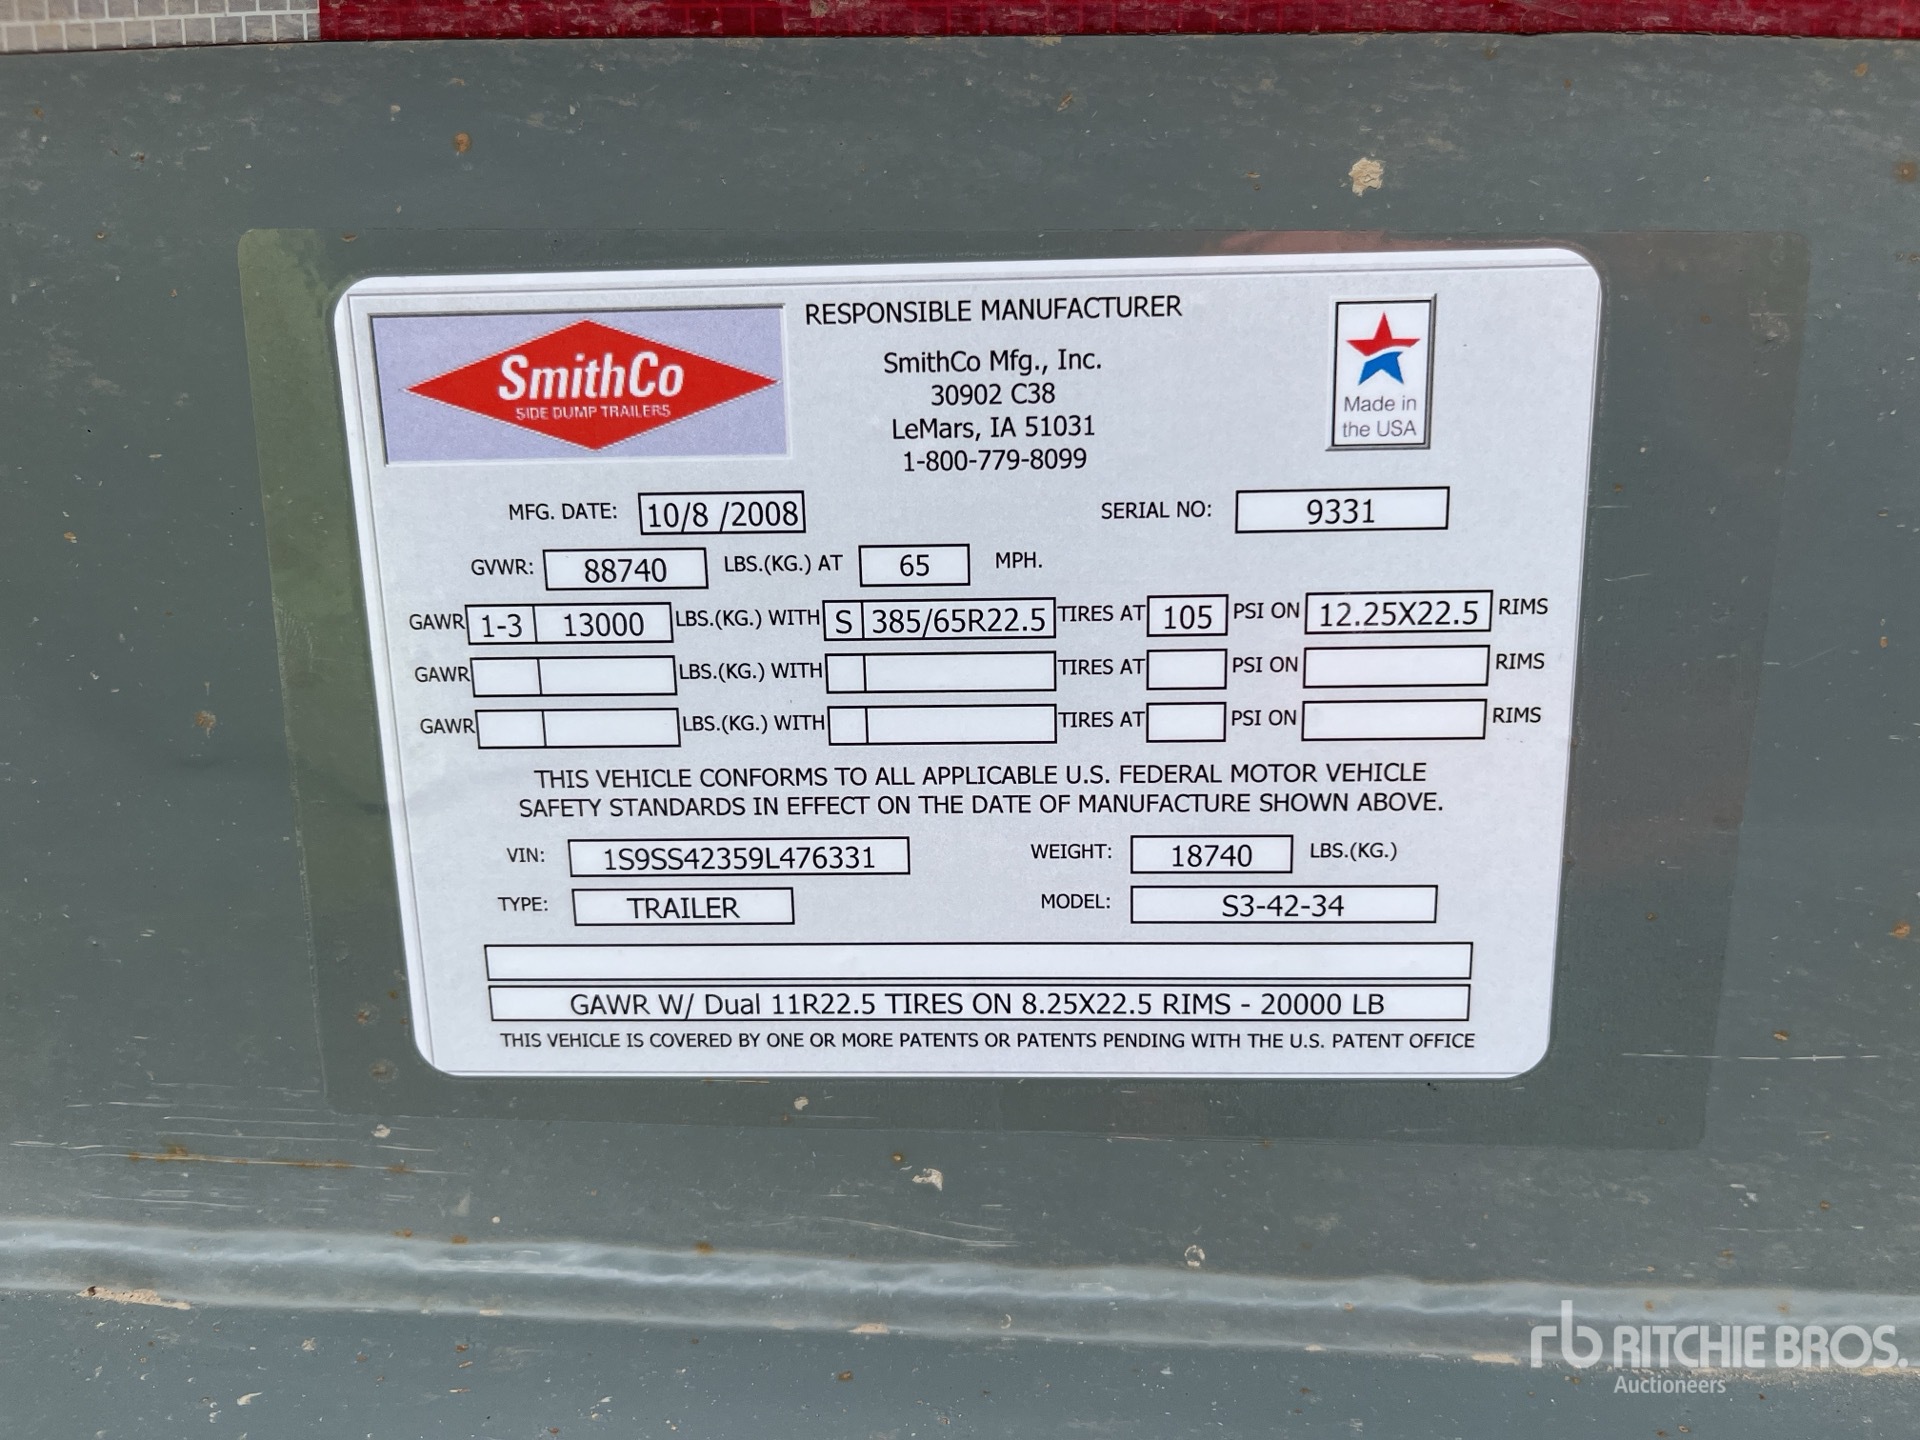 SmithCo
SIDE DUMP TRAILERS
RESPONSIBLE MANUFACTURER
SmithCo Mfg., Inc.
30902 C38
LeMars, IA 51031
1-800-779-8099
Made in
the USA
MFG. DATE: 10/8 /2008 SERIAL NO: 9331
GVWR: 88740 LBS.(KG.) AT 65 MPH.
GAWR 1-3 13000 LBS.(KG.) WITH S 385/65R22.5 TIRES AT 105 PSI ON 12.25X22.5 RIMS
GAWR LBS.(KG.) WITH TIRES AT PSI ON RIMS
GAWR LBS.(KG.) WITH TIRES AT PSI ON RIMS
THIS VEHICLE CONFORMS TO ALL APPLICABLE U.S. FEDERAL MOTOR VEHICLE
SAFETY STANDARDS IN EFFECT ON THE DATE OF MANUFACTURE SHOWN ABOVE.
VIN: 1S9SS42359L476331 WEIGHT: 18740 LBS.(KG.)
TYPE: TRAILER MODEL: S3-42-34
GAWR W/ Dual 11R22.5 TIRES ON 8.25X22.5 RIMS - 20000 LB
THIS VEHICLE IS COVERED BY ONE OR MORE PATENTS OR PATENTS PENDING WITH THE U.S. PATENT OFFICE
rb RITCHIE BROS.
Auctioneers